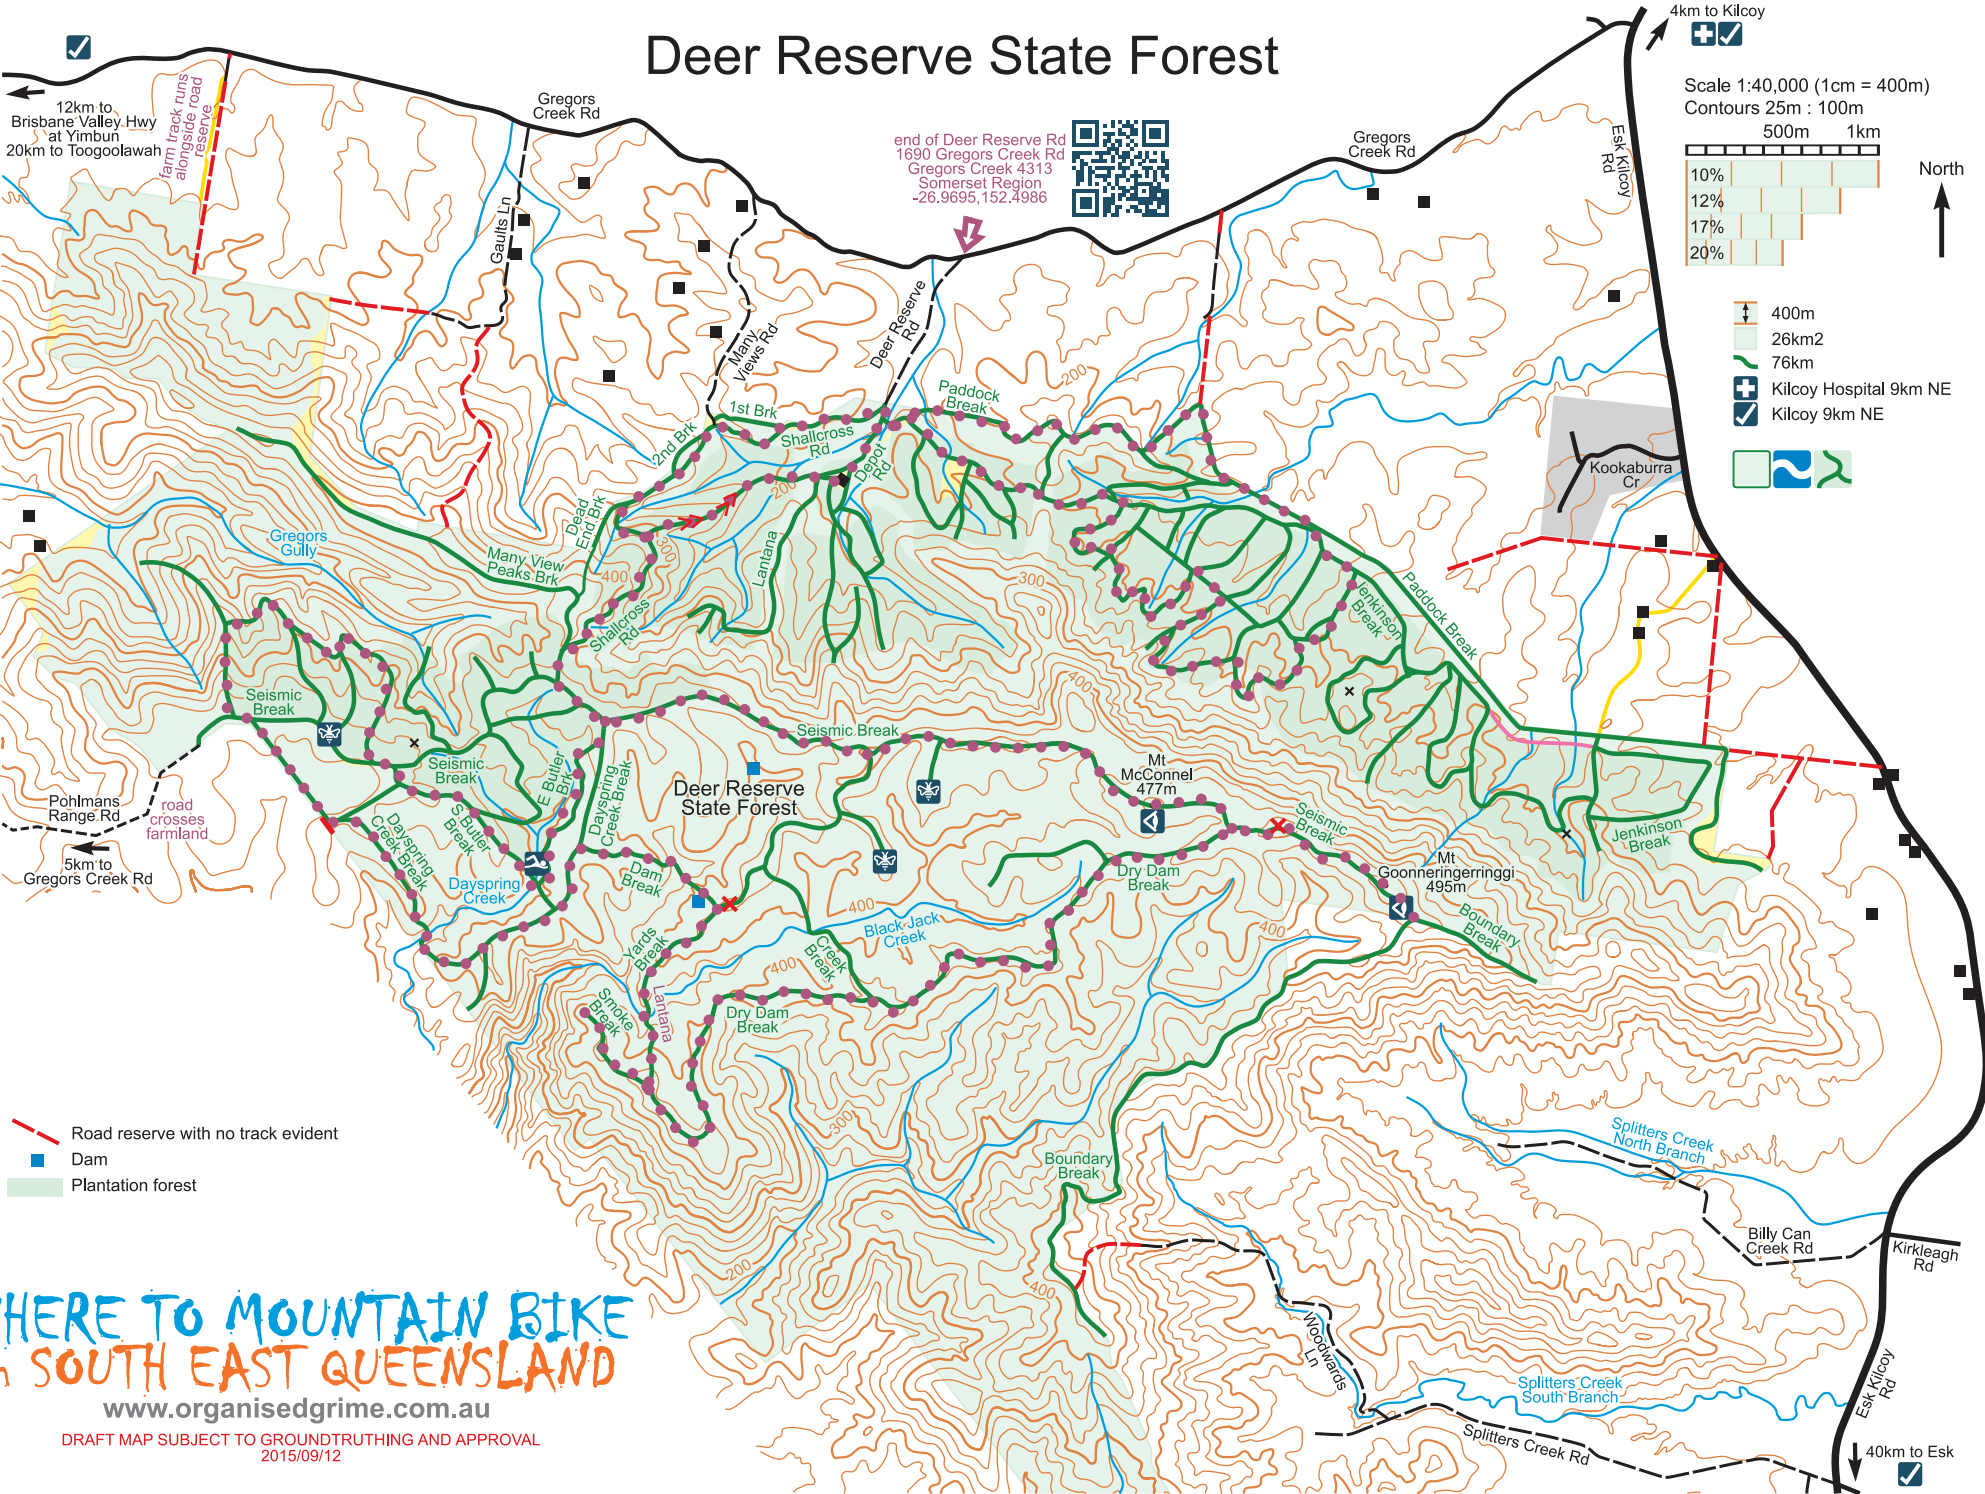 Deer Reserve State Forest
4km to Kilcoy
Scale 1:40,000 (1cm = 400m)
Contours 25m : 100m
500m 1km
10%
12%
17%
20%
North
400m
26km2
76km
Kilcoy Hospital 9km NE
Kilcoy 9km NE
12km to
Brisbane Valley Hwy
at Yimbun
20km to Toogoolawah
farm track runs
alongside road
reserve
Gregors
Creek Rd
Gaults Ln
end of Deer Reserve Rd
1690 Gregors Creek Rd
Gregors Creek 4313
Somerset Region
-26.9695,152.4986
Gregors
Creek Rd
Esk Kilcoy
Rd
Many
Views Rd
Deer Reserve
Rd
Paddock
Break
200
1st Brk
2nd Brk
Shallcross
Rd
Depot
Rd
200
Kookaburra
Cr
Dead
End Brk
Gregors
Gully
Many View
Peaks Brk
300
400
Lantana
300
Shallcross
Rd
Jenkinson
Break
Paddock Break
400
Seismic
Break
Seismic Break
Seismic
Break
E Butler
Brk
Dayspring
Creek Break
Deer Reserve
State Forest
Mt
McConnel
477m
Seismic
Break
Jenkinson
Break
Pohlmans
Range Rd
road
crosses
farmland
5km to
Gregors Creek Rd
Dayspring
Creek Break
S Butler
Break
Dayspring
Creek
Dam
Break
Dry Dam
Break
Mt
Goonneringerringgi
495m
Boundary
Break
400
Black Jack
Creek
400
Yards
Break
Creek
Break
400
Smoke
Break
Lantana
Dry Dam
Break
300
Road reserve with no track evident
Dam
Plantation forest
Boundary
Break
Splitters Creek
North Branch
Billy Can
Creek Rd
Kirkleagh
Rd
200
400
Woodwards
Ln
Splitters Creek
South Branch
Splitters Creek Rd
Esk Kilcoy
Rd
40km to Esk
HERE TO MOUNTAIN BIKE
SOUTH EAST QUEENSLAND
www.organisedgrime.com.au
DRAFT MAP SUBJECT TO GROUNDTRUTHING AND APPROVAL
2015/09/12